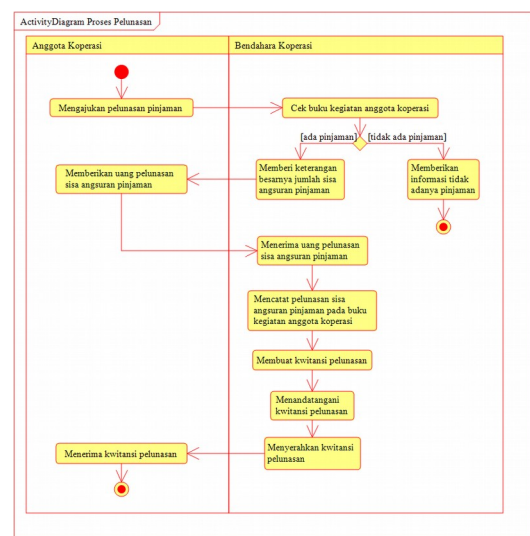 ActivityDiagram Proses Pelunasan
Anggota Koperasi
Bendahara Koperasi
Mengajukan pelunasan pinjaman
Cek buku kegiatan anggota koperasi
[ada pinjaman]
[tidak ada pinjaman]
Memberikan uang pelunasan
sisa angsuran pinjaman
Memberi keterangan
besarnya jumlah sisa
angsuran pinjaman
Memberikan
informasi tidak
adanya pinjaman
Menerima uang pelunasan
sisa angsuran pinjaman
Mencatat pelunasan sisa
angsuran pinjaman pada buku
kegiatan anggota koperasi
Membuat kwitansi pelunasan
Menandatangani
kwitansi pelunasan
Menerima kwitansi pelunasan
Menyerahkan kwitansi
pelunasan